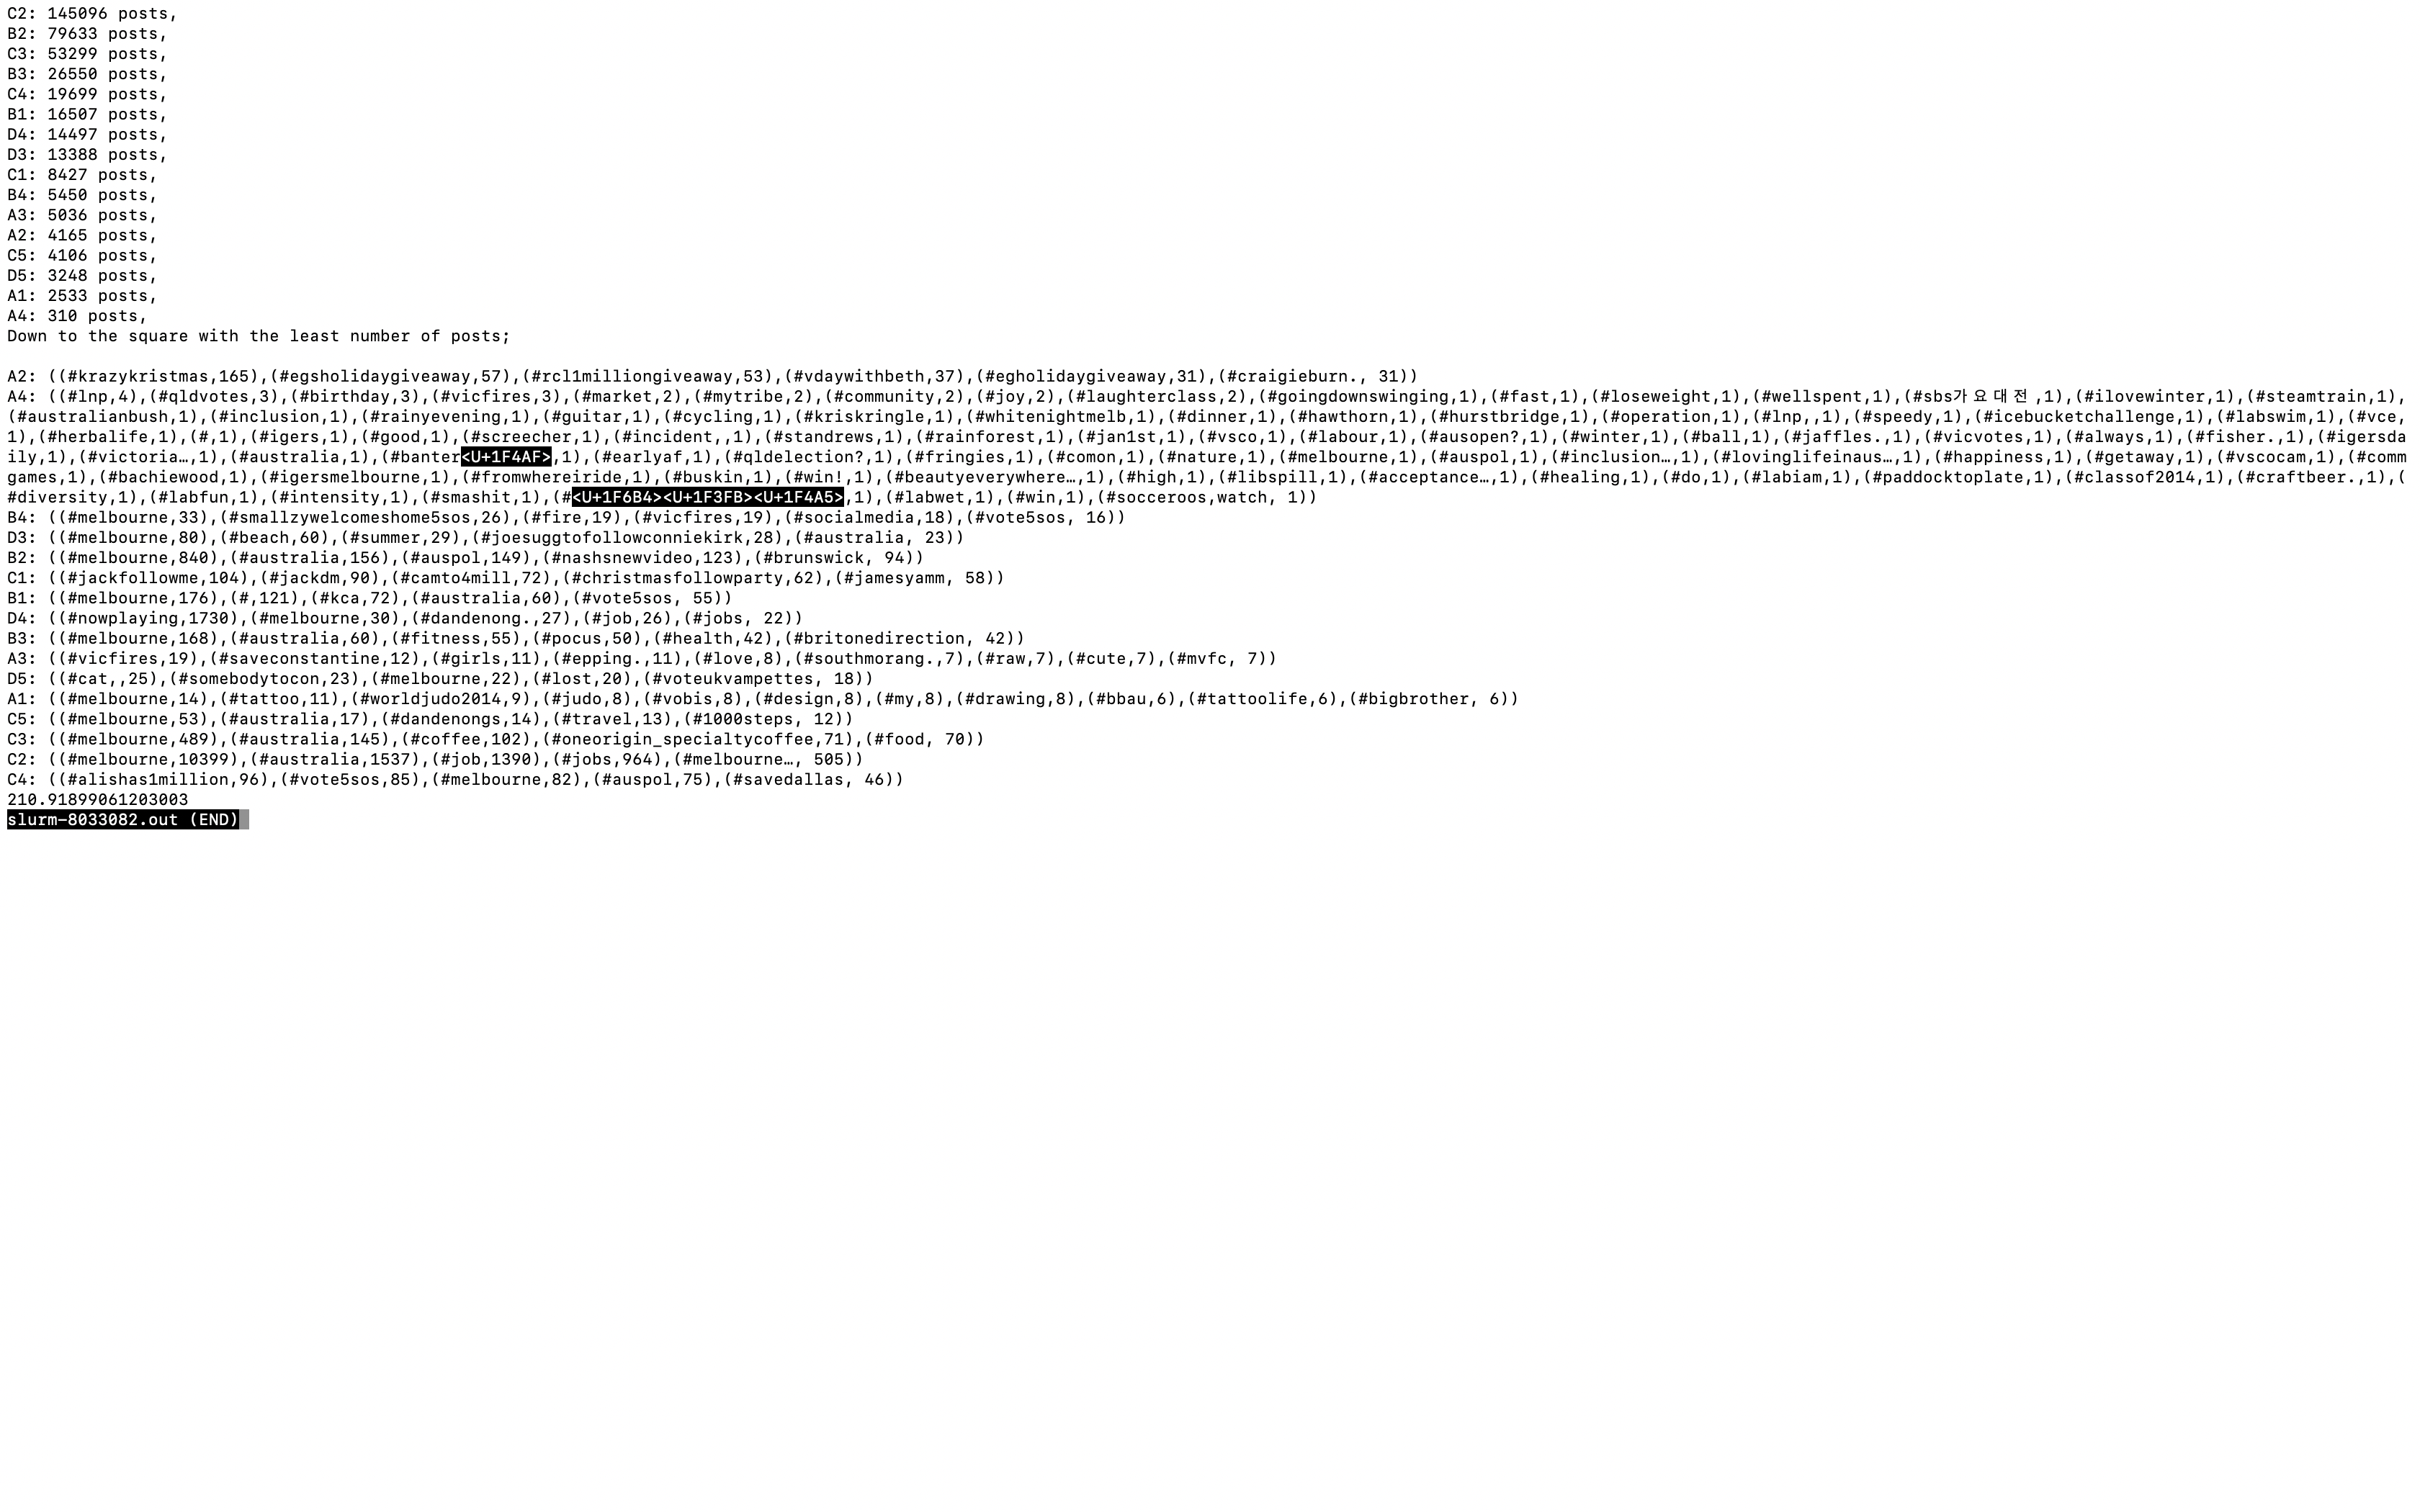 C2: 145096 posts,
B2: 79633 posts,
C3: 53299 posts,
B3: 26550 posts,
C4: 19699 posts,
B1: 16507 posts,
D4: 14497 posts,
D3: 13388 posts,
C1: 8427 posts,
B4: 5450 posts,
A3: 5036 posts,
A2: 4165 posts,
C5: 4106 posts,
D5: 3248 posts,
A1: 2533 posts,
A4: 310 posts,
Down to the square with the least number of posts;
A2: ((#krazykristmas,165),(#egsholidaygiveaway,57),(#rcl1milliongiveaway,53),(#vdaywithbeth,37),(#egholidaygiveaway,31),(#craigieburn., 31))
A4: ((#lnp,4),(#qldvotes,3),(#birthday,3),(#vicfires,3),(#market,2),(#mytribe,2),(#community,2),(#joy,2),(#laughterclass,2),(#goingdownswinging,1),(#fast,1),(#loseweight,1),(#wellspent,1),(#sbs가요대전,1),(#ilovewinter,1),(#steamtrain,1),
(#australianbush,1),(#inclusion,1),(#rainyevening,1),(#guitar,1),(#cycling,1),(#kriskringle,1),(#whitenightmelb,1),(#dinner,1),(#hawthorn,1),(#hurstbridge,1),(#operation,1),(#lnp,,1),(#speedy,1),(#icebucketchallenge,1),(#labswim,1),(#vce,
1),(#herbalife,1),(#,1),(#igers,1),(#good,1),(#screecher,1),(#incident,,1),(#standrews,1),(#rainforest,1),(#jan1st,1),(#vsco,1),(#labour,1),(#ausopen?,1),(#winter,1),(#ball,1),(#jaffles.,1),(#vicvotes,1),(#always,1),(#fisher.,1),(#igersda
ily,1),(#victoria…,1),(#australia,1),(#banter<U+1F4AF>,1),(#earlyaf,1),(#qldelection?,1),(#fringies,1),(#comon,1),(#nature,1),(#melbourne,1),(#auspol,1),(#inclusion…,1),(#lovinglifeinaus…,1),(#happiness,1),(#getaway,1),(#vscocam,1),(#comm
games,1),(#bachiewood,1),(#igersmelbourne,1),(#fromwhereiride,1),(#buskin,1),(#win!,1),(#beautyeverywhere…,1),(#high,1),(#libspill,1),(#acceptance…,1),(#healing,1),(#do,1),(#labiam,1),(#paddocktoplate,1),(#classof2014,1),(#craftbeer.,1),(
#diversity,1),(#labfun,1),(#intensity,1),(#smashit,1),(#<U+1F6B4><U+1F3FB><U+1F4A5>,1),(#labwet,1),(#win,1),(#socceroos,watch, 1))
B4: ((#melbourne,33),(#smallzywelcomeshome5sos,26),(#fire,19),(#vicfires,19),(#socialmedia,18),(#vote5sos, 16))
D3: ((#melbourne,80),(#beach,60),(#summer,29),(#joesuggtofollowconniekirk,28),(#australia, 23))
B2: ((#melbourne,840),(#australia,156),(#auspol,149),(#nashsnewvideo,123),(#brunswick, 94))
C1: ((#jackfollowme,104),(#jackdm,90),(#camto4mill,72),(#christmasfollowparty,62),(#jamesyamm, 58))
B1: ((#melbourne,176),(#,121),(#kca,72),(#australia,60),(#vote5sos, 55))
D4: ((#nowplaying,1730),(#melbourne,30),(#dandenong.,27),(#job,26),(#jobs, 22))
B3: ((#melbourne,168),(#australia,60),(#fitness,55),(#pocus,50),(#health,42),(#britonedirection, 42))
A3: ((#vicfires,19),(#saveconstantine,12),(#girls,11),(#epping.,11),(#love,8),(#southmorang.,7),(#raw,7),(#cute,7),(#mvfc, 7))
D5: ((#cat,,25),(#somebodytocon,23),(#melbourne,22),(#lost,20),(#voteukvampettes, 18))
A1: ((#melbourne,14),(#tattoo,11),(#worldjudo2014,9),(#judo,8),(#vobis,8),(#design,8),(#my,8),(#drawing,8),(#bbau,6),(#tattoolife,6),(#bigbrother, 6))
C5: ((#melbourne,53),(#australia,17),(#dandenongs,14),(#travel,13),(#1000steps, 12))
C3: ((#melbourne,489),(#australia,145),(#coffee,102),(#oneorigin_specialtycoffee,71),(#food, 70))
C2: ((#melbourne,10399),(#australia,1537),(#job,1390),(#jobs,964),(#melbourne…, 505))
C4: ((#alishas1million,96),(#vote5sos,85),(#melbourne,82),(#auspol,75),(#savedallas, 46))
210.91899061203003
slurm-8033082.out (END)